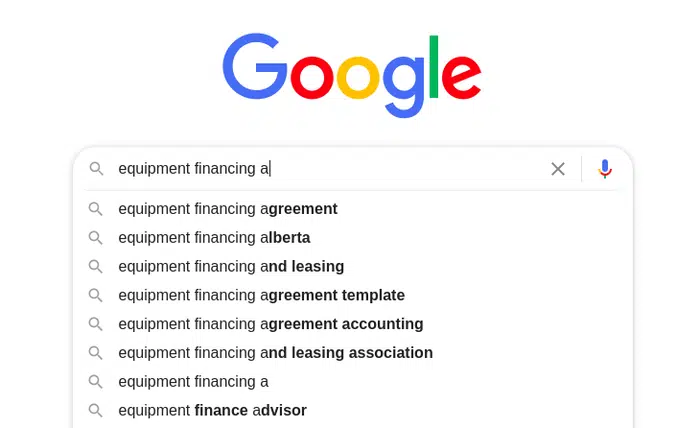 Google
equipment financing a
equipment financing agreement
equipment financing alberta
equipment financing and leasing
equipment financing agreement template
equipment financing agreement accounting
equipment financing and leasing association
equipment financing a
equipment finance advisor